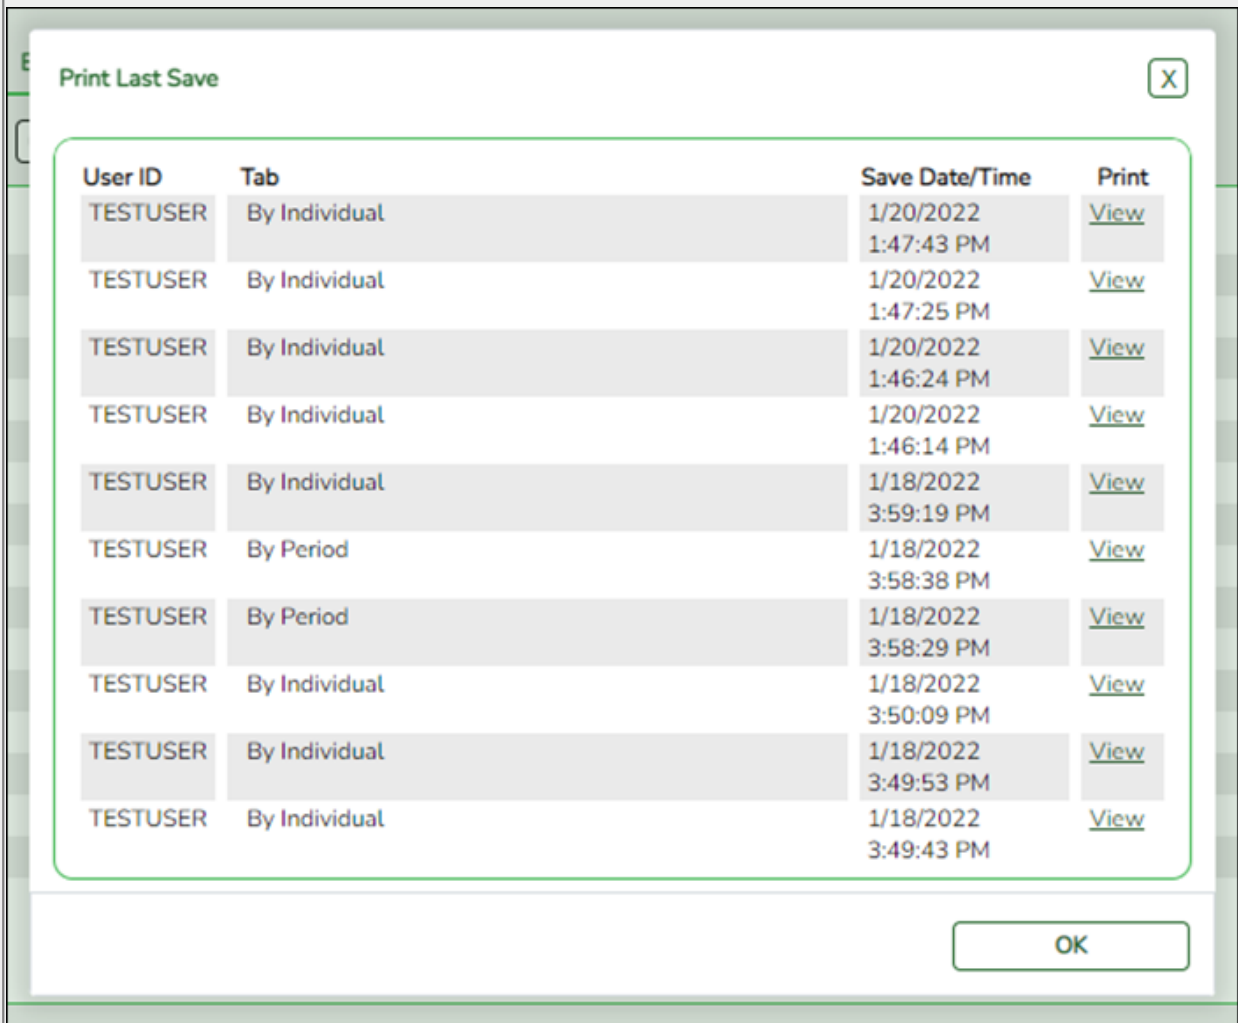 Print Last Save
X
User ID Tab Save Date/Time Print
TESTUSER By Individual 1/20/2022 View
1:47:43 PM
TESTUSER By Individual 1/20/2022 View
1:47:25 PM
TESTUSER By Individual 1/20/2022 View
1:46:24 PM
TESTUSER By Individual 1/20/2022 View
1:46:14 PM
TESTUSER By Individual 1/18/2022 View
3:59:19 PM
TESTUSER By Period 1/18/2022 View
3:58:38 PM
TESTUSER By Period 1/18/2022 View
3:58:29 PM
TESTUSER By Individual 1/18/2022 View
3:50:09 PM
TESTUSER By Individual 1/18/2022 View
3:49:53 PM
TESTUSER By Individual 1/18/2022 View
3:49:43 PM
OK